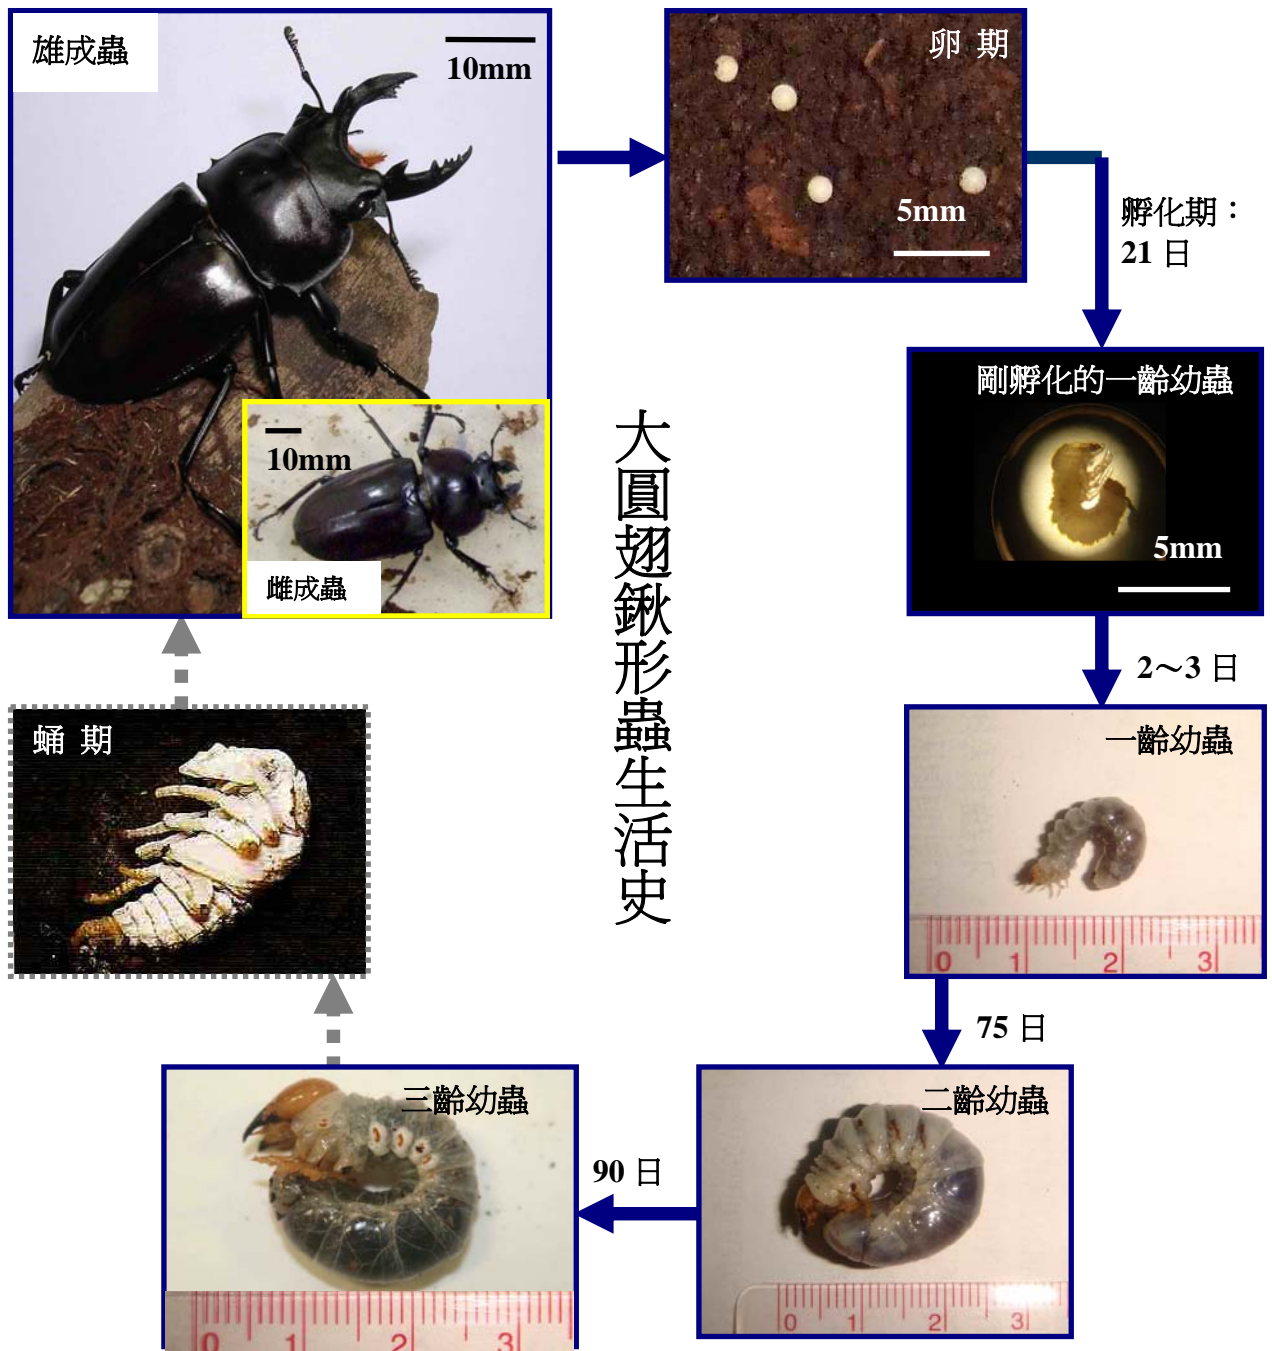 雄成蟲
10mm
10mm
雌成蟲
卵 期
5mm
孵化期：
21 日
剛孵化的一齡幼蟲
5mm
2～3 日
一齡幼蟲
0 1 2 3
75 日
二齡幼蟲
0 1 2 3
90 日
三齡幼蟲
0 1 2 3
蛹 期
大圓翅鍬形蟲生活史